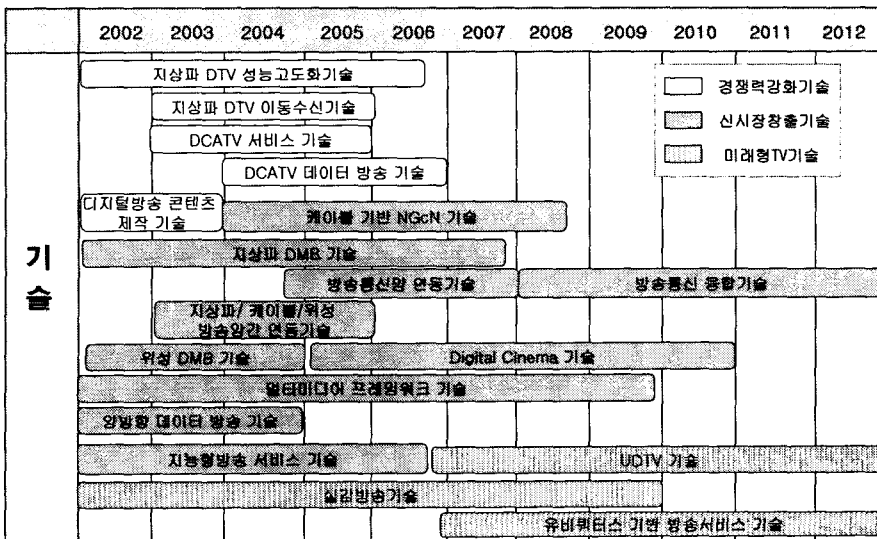 2002 2003 2004 2005 2006 2007 2008 2009 2010 2011 2012
지상파 DTV 성능고도화기술
경쟁력강화기술
지상파 DTV 이동수신기술
신시장창출기술
DCATV 서비스 기술
미래형TV기술
DCATV 데이터 방송 기술
디지털방송 콘텐츠
제작 기술
케이블 기반 NGcN 기술
기
술
지상파 DMB 기술
방송통신망 연동기술
방송통신 융합기술
지상파/ 케이블/위성
방송망간 연동기술
위성 DMB 기술
Digital Cinema 기술
멀티미디어 프레임워크 기술
양방향 데이터 방송 기술
지능형방송 서비스 기술
UDTV 기술
실감방송기술
유비쿼터스 기반 방송서비스 기술